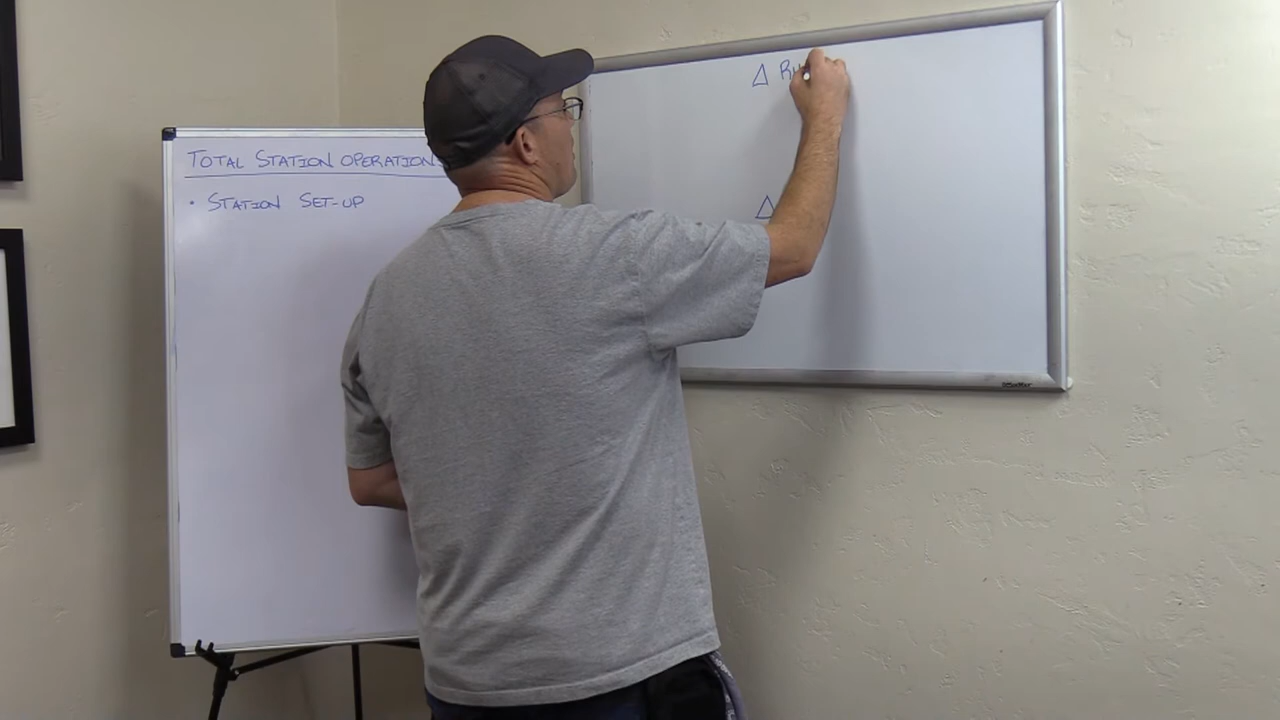 TOTAL STATION OPERATIONS
• STATION SET-UP
Δ
Δ